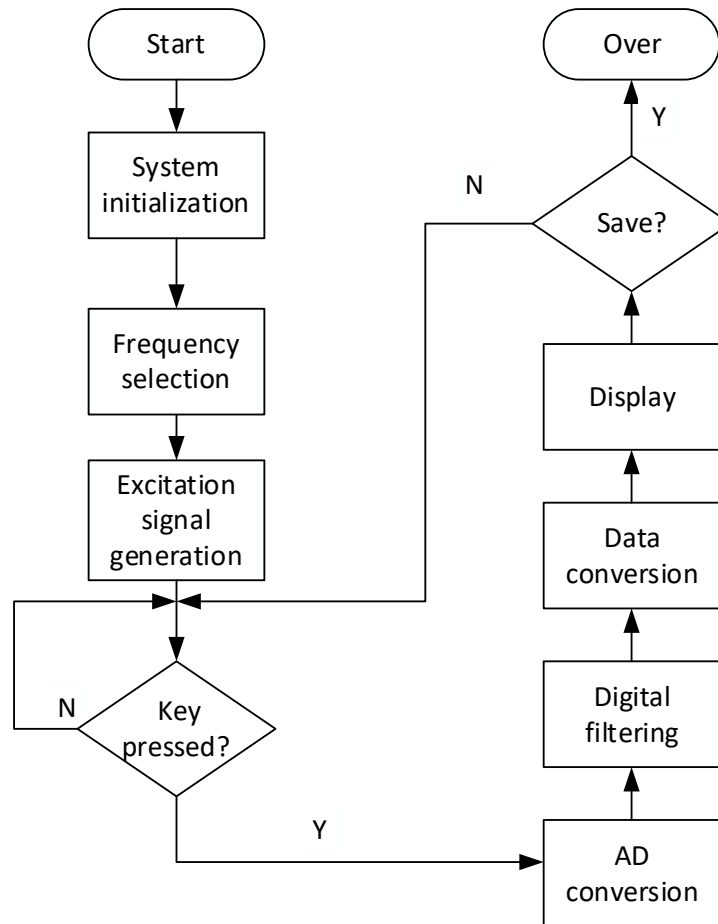 Start
System
initialization
Frequency
selection
Excitation
signal
generation
Key
pressed?
N
Y
AD
conversion
Digital
filtering
Data
conversion
Display
Save?
N
Y
Over